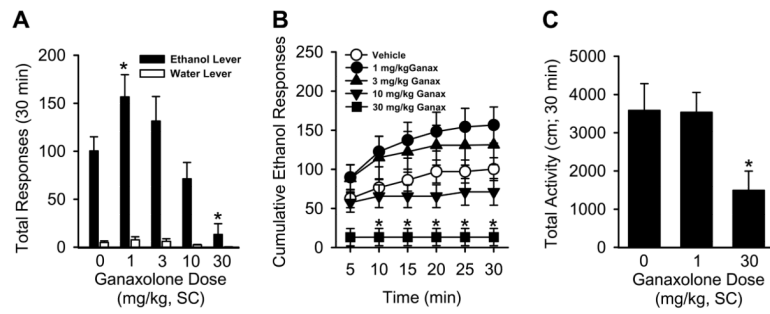 A
Total Responses (30 min)
200
150
100
50
0
Ethanol Lever
Water Lever
*
*
0 1 3 10 30
Ganaxolone Dose
(mg/kg, SC)
B
Cumulative Ethanol Responses
250
200
150
100
50
0
Vehicle
1 mg/kgGanax
3 mg/kg Ganax
10 mg/kg Ganax
30 mg/kg Ganax
* * * * *
5 10 15 20 25 30
Time (min)
C
Total Activity (cm; 30 min)
5000
4000
3000
2000
1000
0
*
0 1 30
Ganaxolone Dose
(mg/kg, SC)